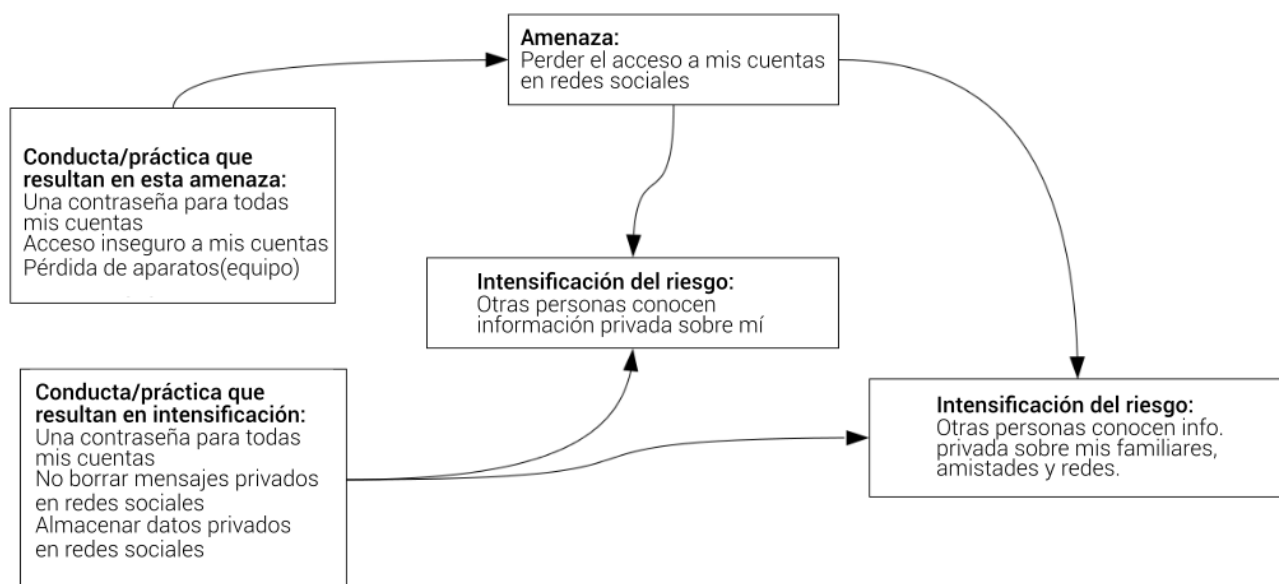 Amenaza:
Perder el acceso a mis cuentas
en redes sociales
Conducta/práctica que
resultan en esta amenaza:
Una contraseña para todas
mis cuentas
Acceso inseguro a mis cuentas
Pérdida de aparatos(equipo)
Intensificación del riesgo:
Otras personas conocen
información privada sobre mí
Conducta/práctica que
resultan en intensificación:
Una contraseña para todas
mis cuentas
No borrar mensajes privados
en redes sociales
Almacenar datos privados
en redes sociales
Intensificación del riesgo:
Otras personas conocen info.
privada sobre mis familiares,
amistades y redes.